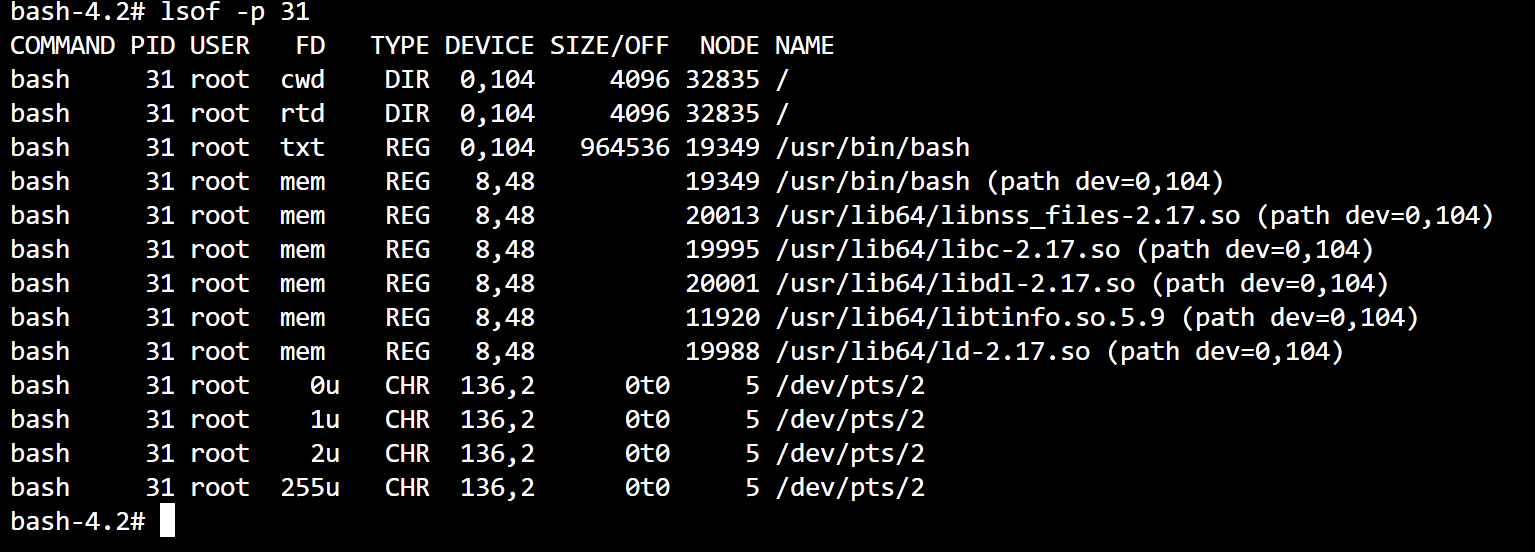 bash-4.2# lsof -p 31
COMMAND PID USER   FD   TYPE DEVICE SIZE/OFF  NODE NAME
bash     31 root  cwd    DIR  0,104     4096 32835 /
bash     31 root  rtd    DIR  0,104     4096 32835 /
bash     31 root  txt    REG  0,104   964536 19349 /usr/bin/bash
bash     31 root  mem    REG   8,48          19349 /usr/bin/bash (path dev=0,104)
bash     31 root  mem    REG   8,48          20013 /usr/lib64/libnss_files-2.17.so (path dev=0,104)
bash     31 root  mem    REG   8,48          19995 /usr/lib64/libc-2.17.so (path dev=0,104)
bash     31 root  mem    REG   8,48          20001 /usr/lib64/libdl-2.17.so (path dev=0,104)
bash     31 root  mem    REG   8,48          11920 /usr/lib64/libtinfo.so.5.9 (path dev=0,104)
bash     31 root  mem    REG   8,48          19988 /usr/lib64/ld-2.17.so (path dev=0,104)
bash     31 root    0u   CHR  136,2      0t0     5 /dev/pts/2
bash     31 root    1u   CHR  136,2      0t0     5 /dev/pts/2
bash     31 root    2u   CHR  136,2      0t0     5 /dev/pts/2
bash     31 root  255u   CHR  136,2      0t0     5 /dev/pts/2
bash-4.2#